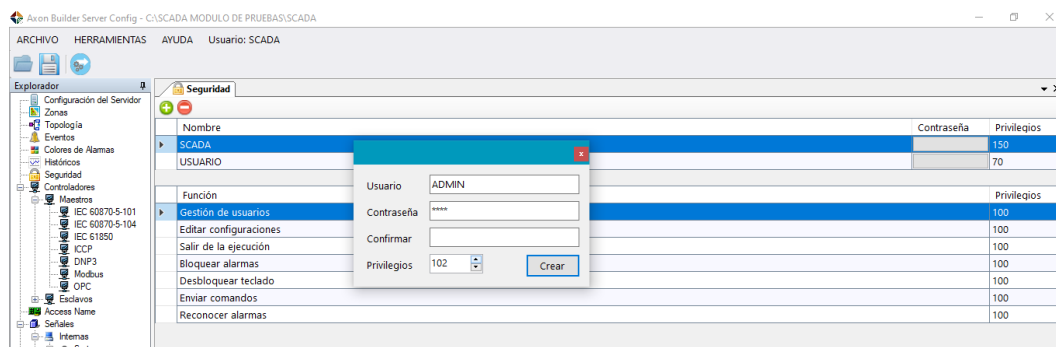 Axon Builder Server Config - C:\SCADA MODULO DE PRUEBAS\SCADA
ARCHIVO HERRAMIENTAS AYUDA Usuario: SCADA
Explorador
Configuración del Servidor
Zonas
Topología
Eventos
Colores de Alarmas
Históricos
Seguridad
Controladores
Maestros
IEC 60870-5-101
IEC 60870-5-104
IEC 61850
ICCP
DNP3
Modbus
OPC
Esclavos
Access Name
Señales
Internas
Seguridad
Nombre Contraseña Privilegios
SCADA 150
USUARIO 70
Función Privilegios
Gestión de usuarios 100
Editar configuraciones 100
Salir de la ejecución 100
Bloquear alarmas 100
Desbloquear teclado 100
Enviar comandos 100
Reconocer alarmas 100
Usuario ADMIN
Contraseña ****
Confirmar
Privilegios 102 Crear